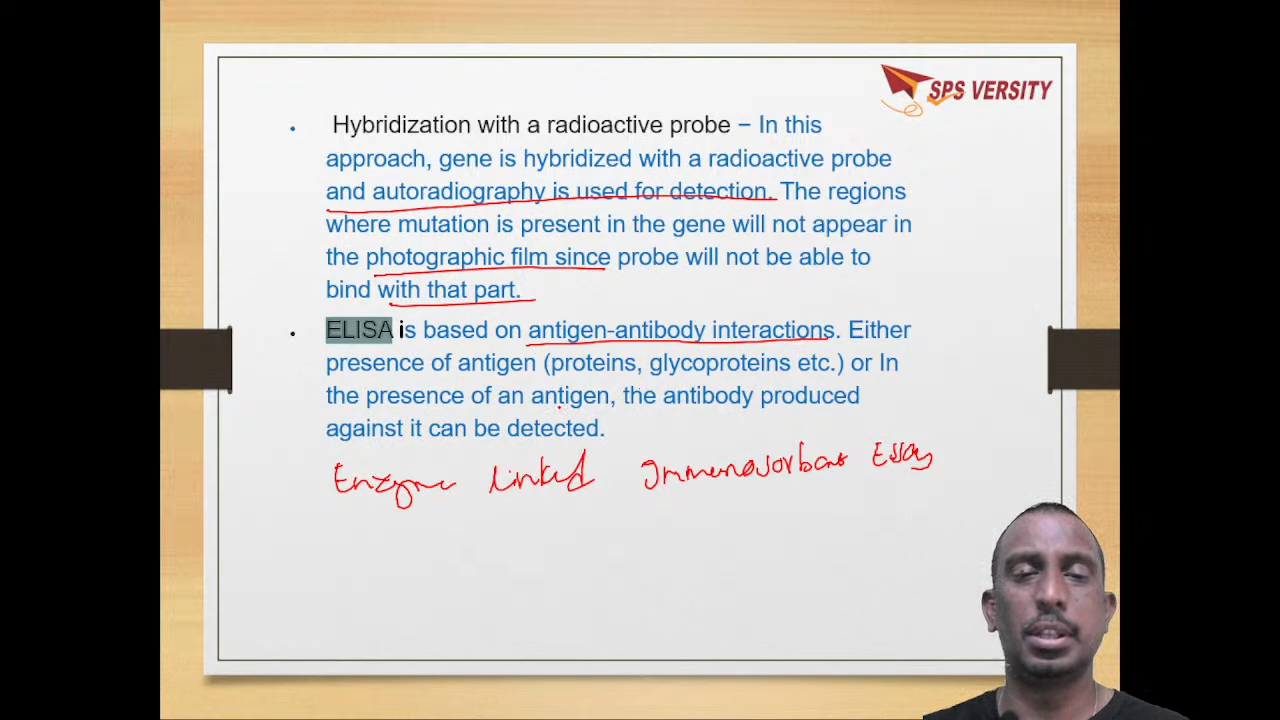 SPS VERSITY
• Hybridization with a radioactive probe – In this
approach, gene is hybridized with a radioactive probe
and autoradiography is used for detection. The regions
where mutation is present in the gene will not appear in
the photographic film since probe will not be able to
bind with that part.
• ELISA is based on antigen-antibody interactions. Either
presence of antigen (proteins, glycoproteins etc.) or In
the presence of an antigen, the antibody produced
against it can be detected.
Enzyme linked Immunosorbant Essay